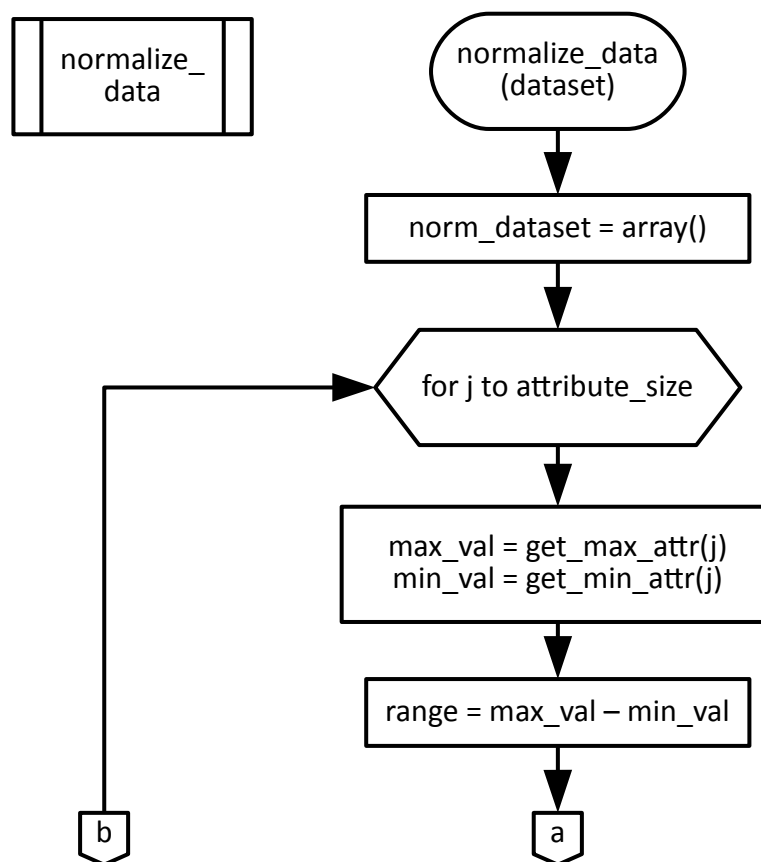 normalize_
data
normalize_data
(dataset)
norm_dataset = array()
for j to attribute_size
max_val = get_max_attr(j)
min_val = get_min_attr(j)
range = max_val – min_val
b
a